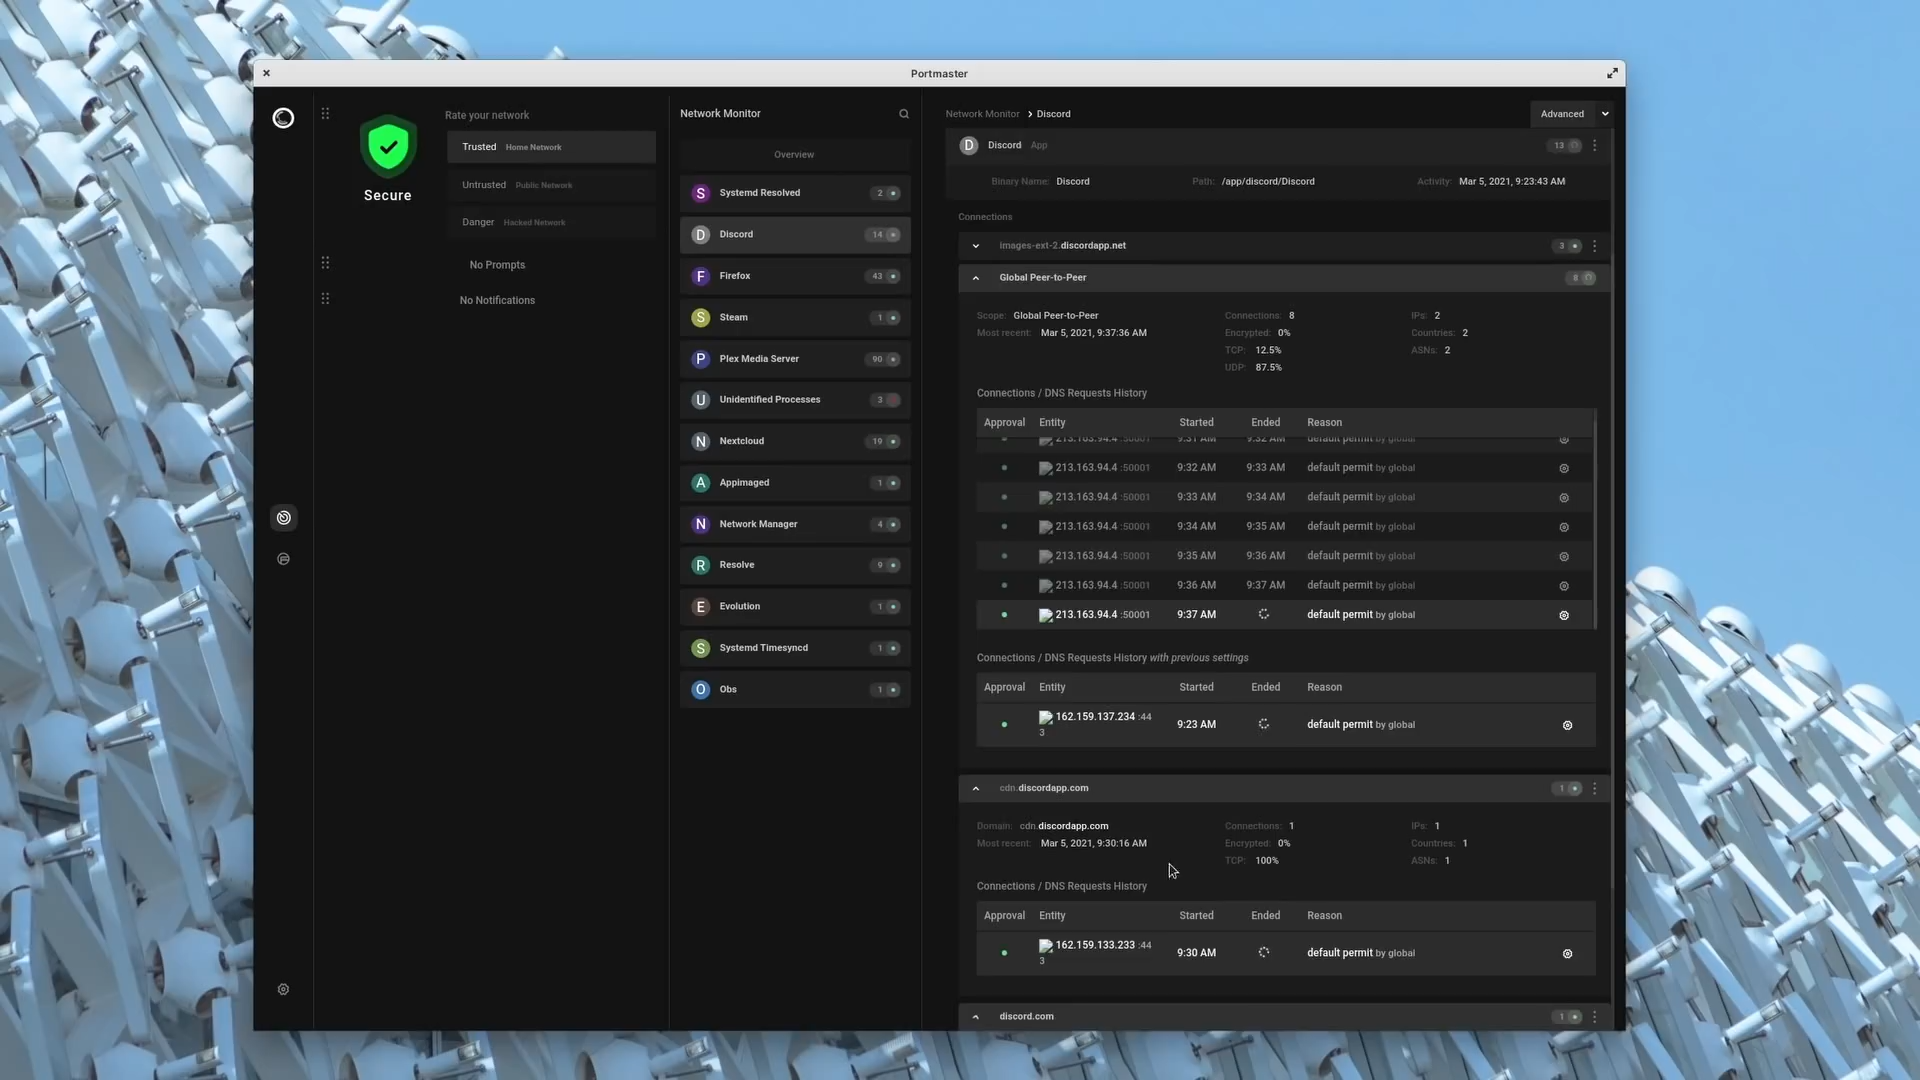 Portmaster
Rate your network
Trusted Home Network
Untrusted Public Network
Danger Hacked Network
Secure
No Prompts
No Notifications
Network Monitor
Overview
S Systemd Resolved 2
D Discord 14
F Firefox 43
S Steam 1
P Plex Media Server 90
U Unidentified Processes 3
N Nextcloud 19
A Appimaged 1
N Network Manager 4
R Resolve 9
E Evolution 1
S Systemd Timesyncd 1
O Obs 1
Network Monitor > Discord
Advanced
D Discord App 13
Binary Name: Discord Path: /app/discord/Discord Activity: Mar 5, 2021, 9:23:43 AM
Connections
images-ext-2.discordapp.net 3
Global Peer-to-Peer 8
Scope: Global Peer-to-Peer Connections: 8 IPs: 2
Most recent: Mar 5, 2021, 9:37:36 AM Encrypted: 0% Countries: 2
TCP: 12.5% ASNs: 2
UDP: 87.5%
Connections / DNS Requests History
Approval Entity Started Ended Reason
213.163.94.4 :50001 9:31 AM 9:32 AM default permit by global
213.163.94.4 :50001 9:32 AM 9:33 AM default permit by global
213.163.94.4 :50001 9:33 AM 9:34 AM default permit by global
213.163.94.4 :50001 9:34 AM 9:35 AM default permit by global
213.163.94.4 :50001 9:35 AM 9:36 AM default permit by global
213.163.94.4 :50001 9:36 AM 9:37 AM default permit by global
213.163.94.4 :50001 9:37 AM default permit by global
Connections / DNS Requests History with previous settings
Approval Entity Started Ended Reason
162.159.137.234 :44
3 9:23 AM default permit by global
cdn.discordapp.com 1
Domain: cdn.discordapp.com Connections: 1 IPs: 1
Most recent: Mar 5, 2021, 9:30:16 AM Encrypted: 0% Countries: 1
TCP: 100% ASNs: 1
Connections / DNS Requests History
Approval Entity Started Ended Reason
162.159.133.233 :44
3 9:30 AM default permit by global
discord.com 1